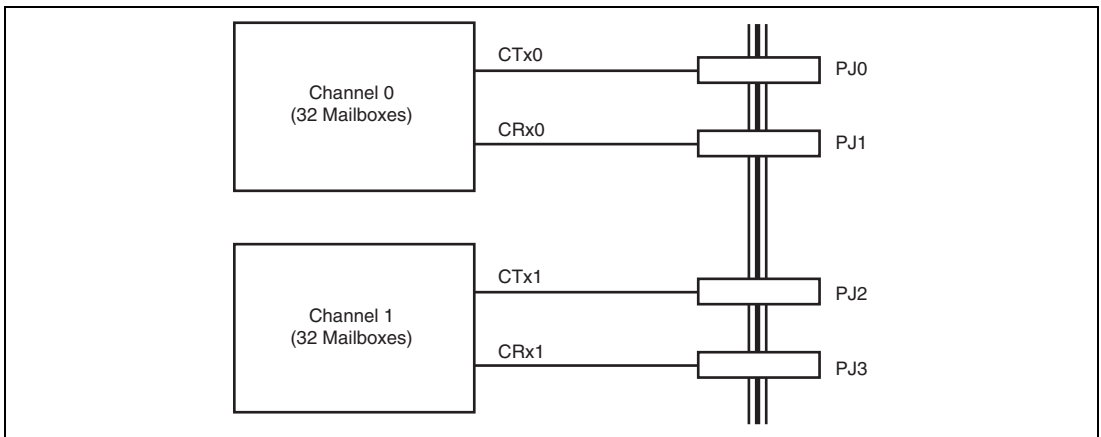 CTx0
PJ0
Channel 0
(32 Mailboxes)
CRx0
PJ1
CTx1
PJ2
Channel 1
(32 Mailboxes)
CRx1
PJ3